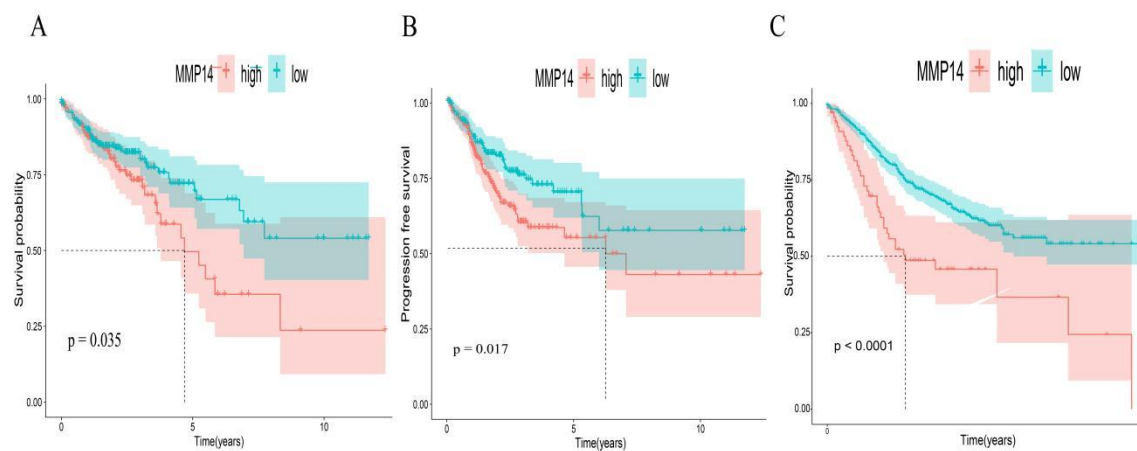 A
MMP14 high low
1.00
0.75
0.50
0.25
0.00
Survival probability
p = 0.035
0 5 10
Time(years)
B
MMP14 high low
1.00
0.75
0.50
0.25
0.00
Progression free survival
p = 0.017
0 5 10
Time(years)
C
MMP14 high low
1.00
0.75
0.50
0.25
0.00
Survival probability
p < 0.0001
0
Time(years)